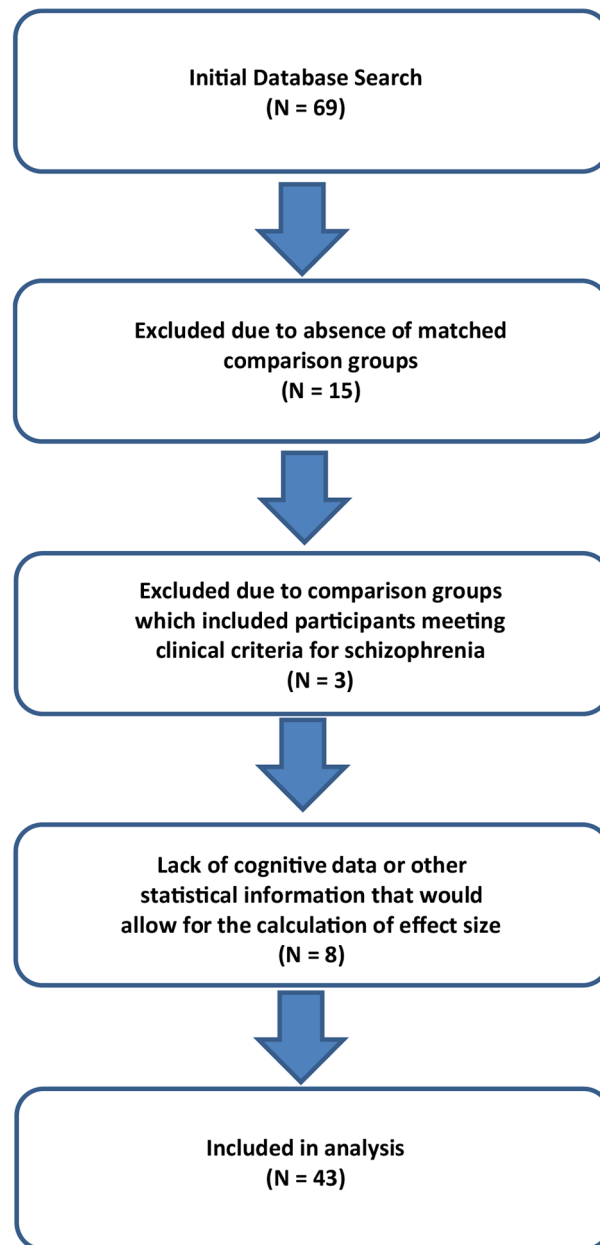 Initial Database Search
(N = 69)
Excluded due to absence of matched
comparison groups
(N = 15)
Excluded due to comparison groups
which included participants meeting
clinical criteria for schizophrenia
(N = 3)
Lack of cognitive data or other
statistical information that would
allow for the calculation of effect size
(N = 8)
Included in analysis
(N = 43)